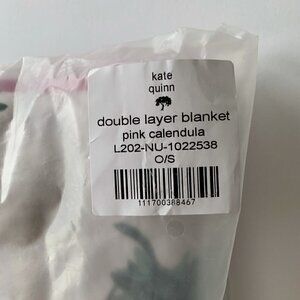 kate
quinn
double layer blanket
pink calendula
L202-NU-1022538
O/S
111700388467